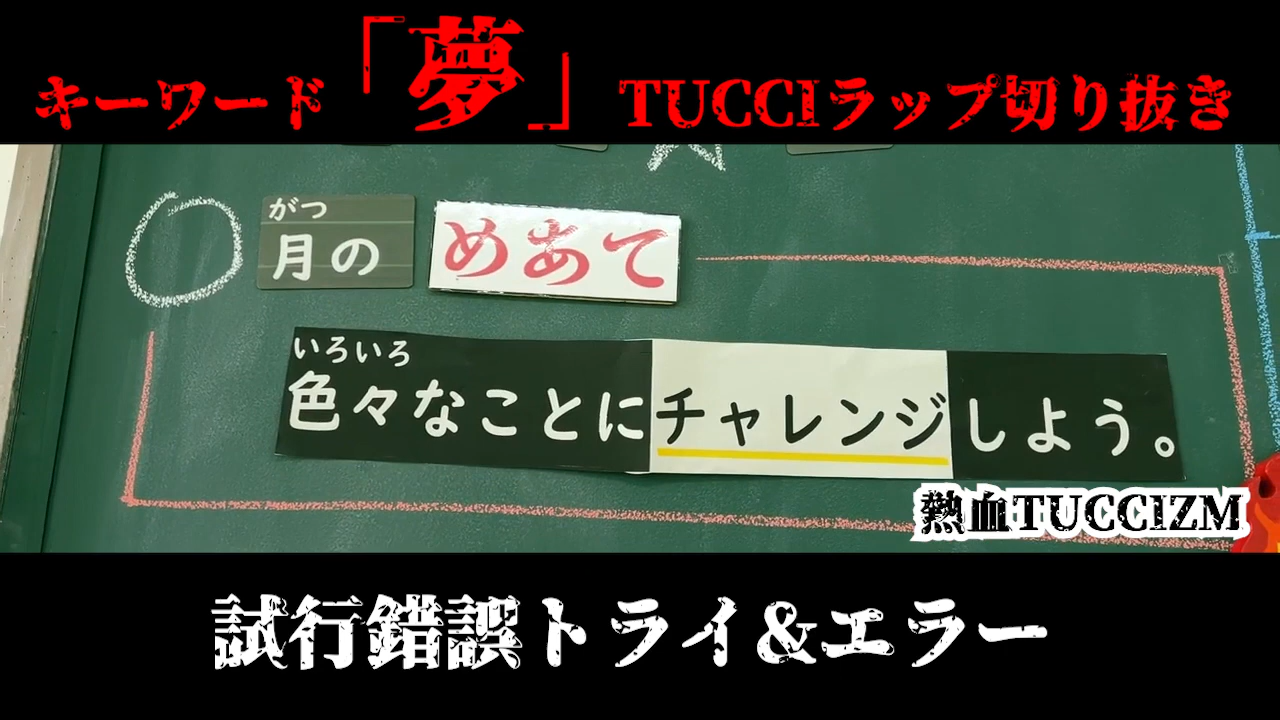 キーワード「夢」TUCCIラップ切り抜き
がつ
月の めあて
いろいろ
色々なことにチャレンジしよう。
熱血TUCCIZM
試行錯誤トライ&エラー